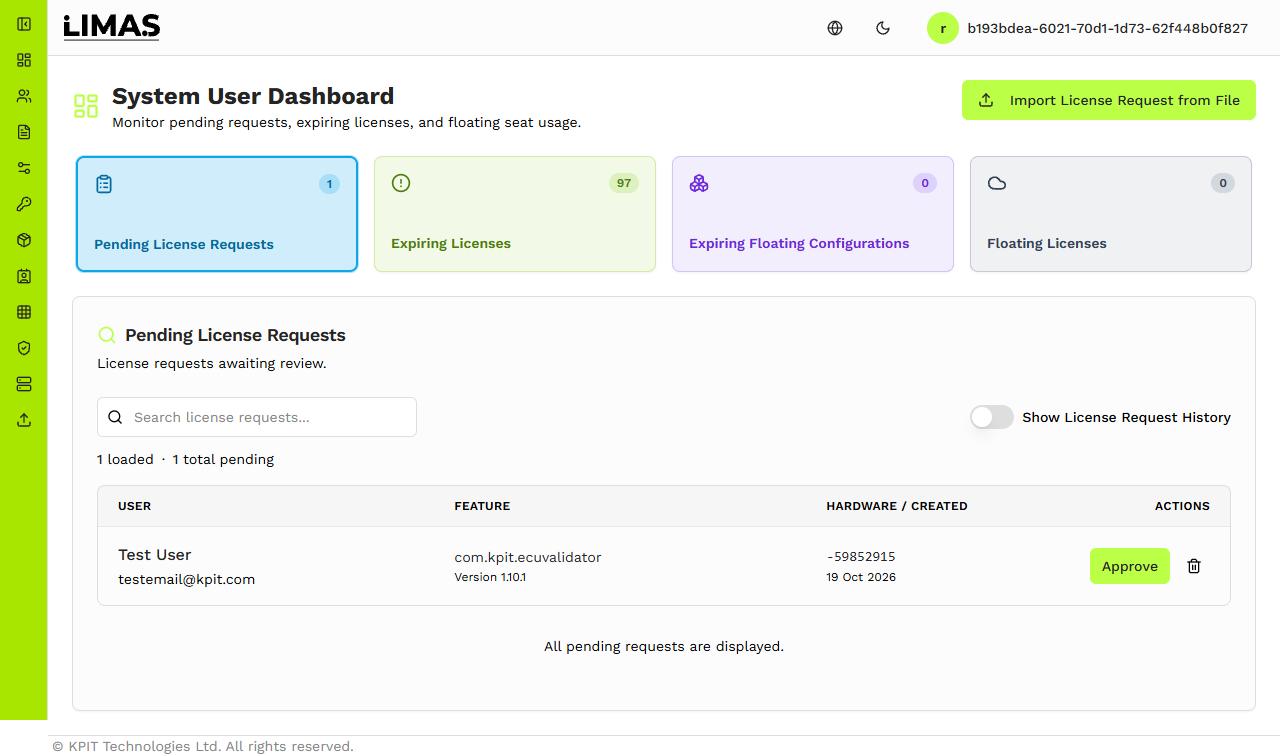 LIMAS
r
b193bdea-6021-70d1-1d73-62f448b0f827
System User Dashboard
Monitor pending requests, expiring licenses, and floating seat usage.
Import License Request from File
1
Pending License Requests
97
Expiring Licenses
0
Expiring Floating Configurations
0
Floating Licenses
Pending License Requests
License requests awaiting review.
Search license requests...
Show License Request History
1 loaded · 1 total pending
USER FEATURE HARDWARE / CREATED ACTIONS
Test User com.kpit.ecuvalidator -59852915
testemail@kpit.com Version 1.10.1 19 Oct 2026
Approve
All pending requests are displayed.
© KPIT Technologies Ltd. All rights reserved.